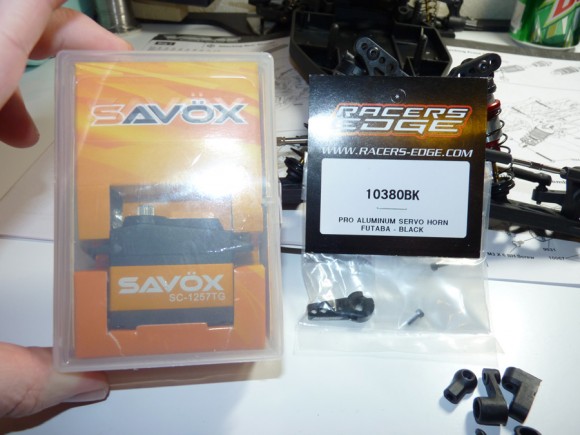 SAVÖX
SAVÖX
SC-1257TG
RACERS
EDGE
WWW.RACERS-EDGE.COM
10380BK
PRO ALUMINUM SERVO HORN
FUTABA - BLACK